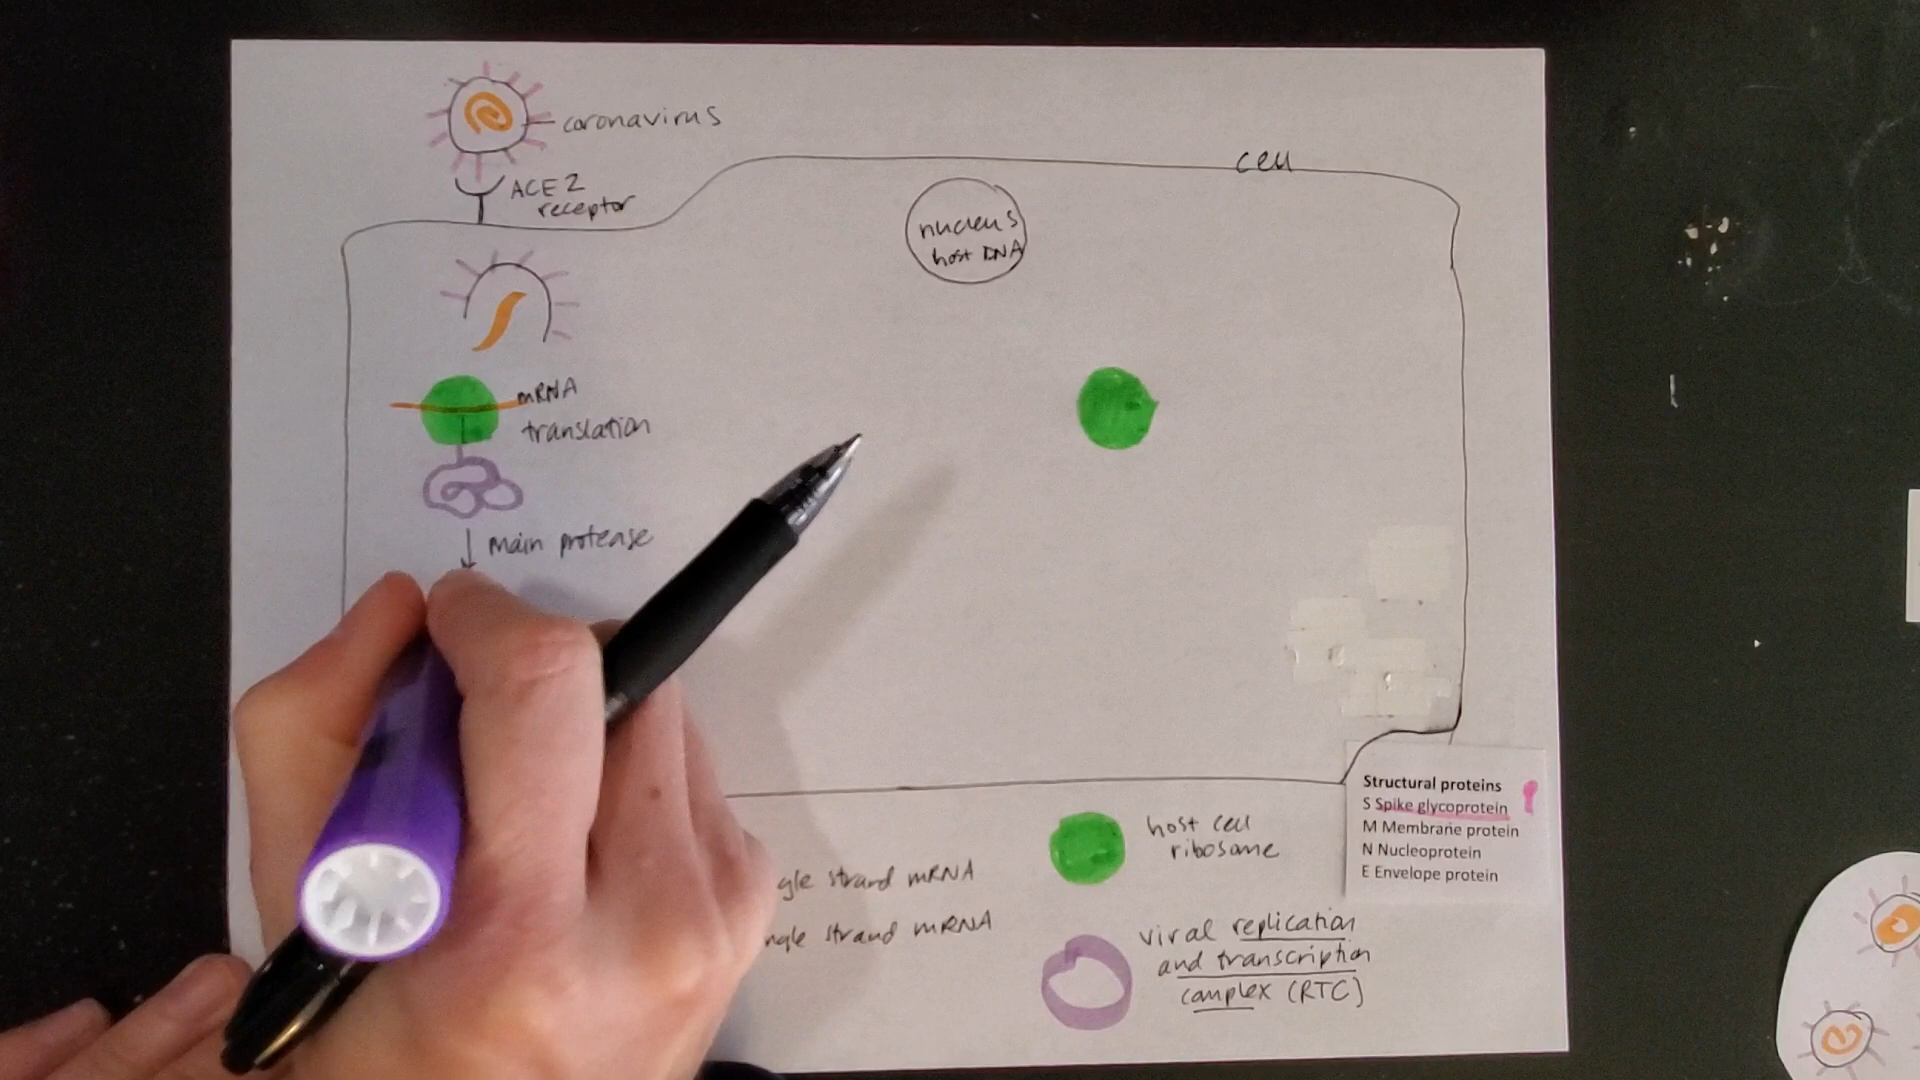 coronavirus
ACE2
receptor
cell
nucleus
host DNA
mRNA
translation
main protease
Structural proteins
S Spike glycoprotein
M Membrane protein
N Nucleoprotein
E Envelope protein
host cell
ribosome
gle strand mRNA
ngle strand mRNA
viral replication
and transcription
complex (RTC)